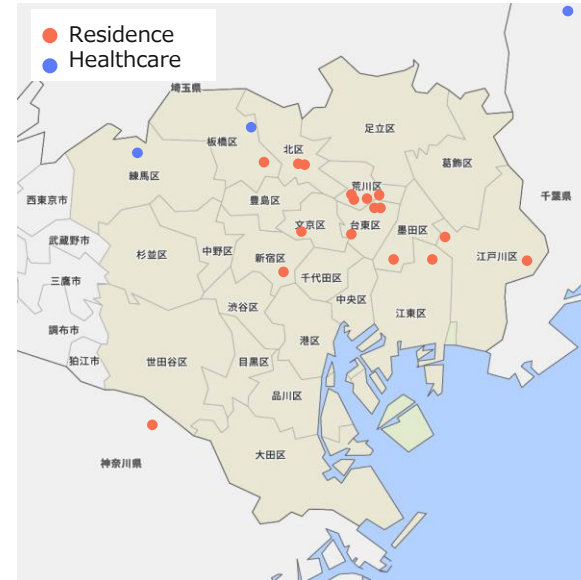 Residence
Healthcare
埼玉県
足立区
板橋区
北区
葛飾区
練馬区
荒川区
西東京市
豊島区
千葉県
文京区
台東区
墨田区
武蔵野市
杉並区
中野区
新宿区
江戸川区
三鷹市
千代田区
中央区
渋谷区
江東区
調布市
港区
狛江市
世田谷区
目黒区
品川区
大田区
神奈川県